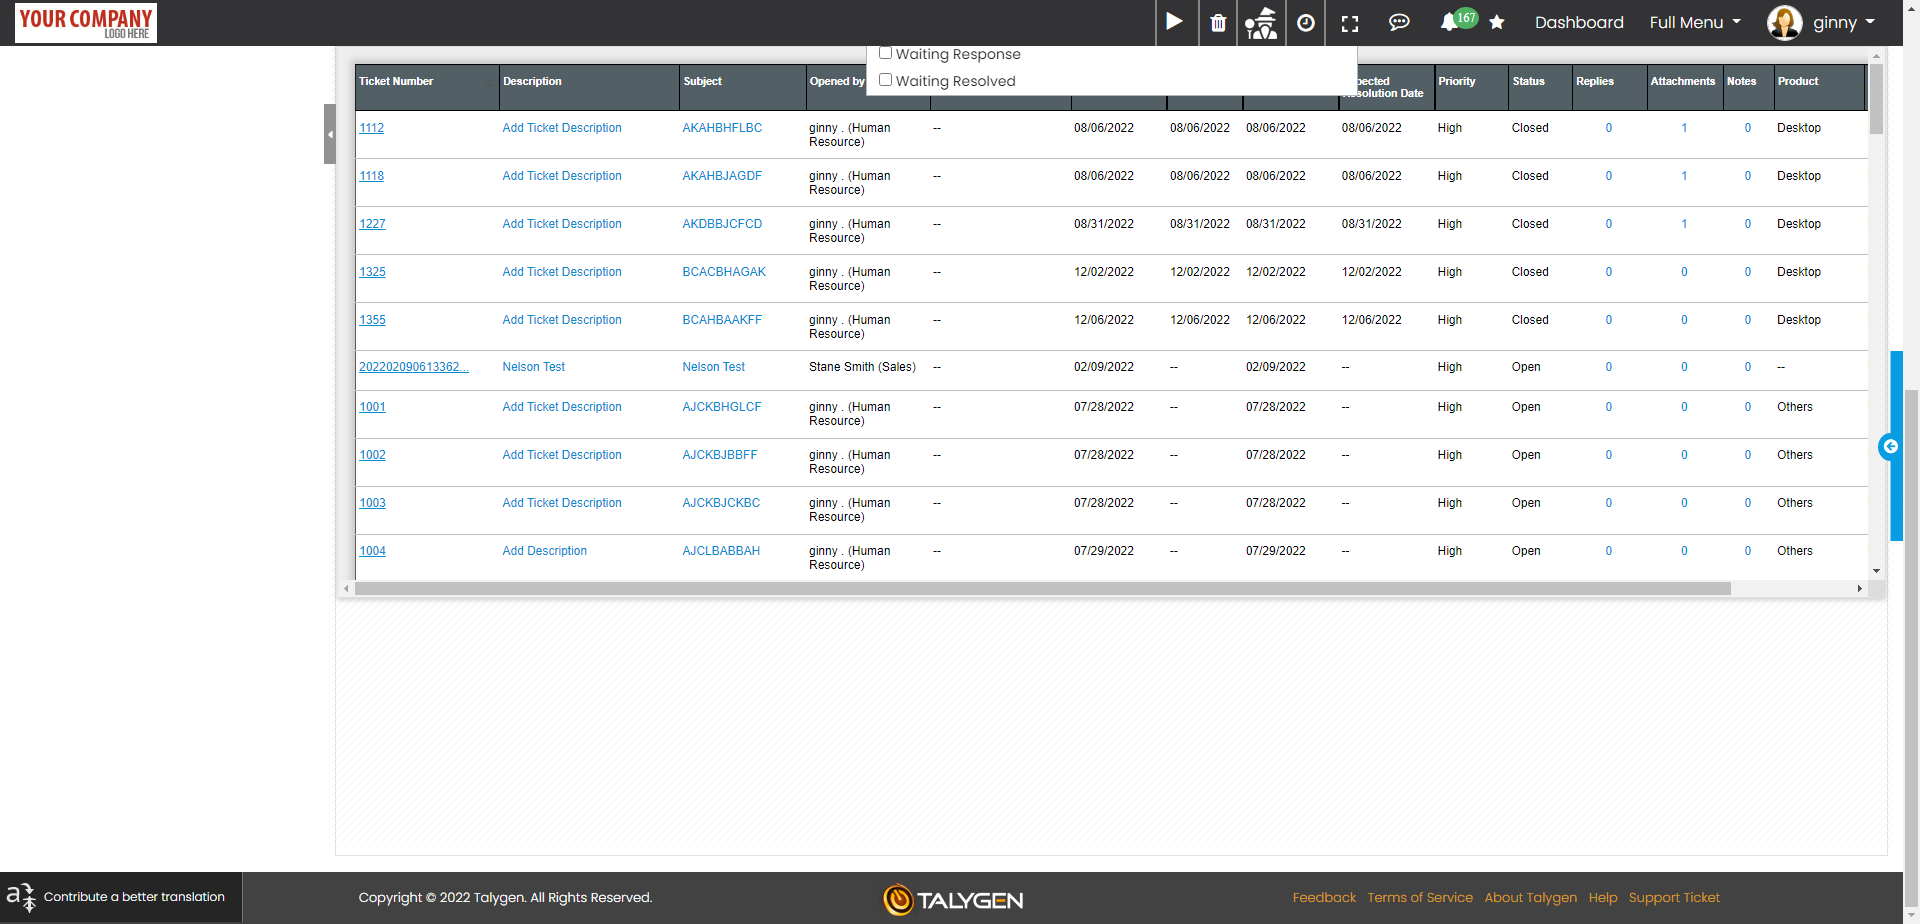 YOUR COMPANY
LOGO HERE
167
Dashboard
Full Menu
ginny
Waiting Response
Waiting Resolved
Ticket Number Description Subject Opened by Resolution Date Priority Status Replies Attachments Notes Product
1112 Add Ticket Description AKAHBHFLBC ginny . (Human -- 08/06/2022 08/06/2022 08/06/2022 08/06/2022 High Closed 0 1 0 Desktop
Resource)
1118 Add Ticket Description AKAHBJAGDF ginny . (Human -- 08/06/2022 08/06/2022 08/06/2022 08/06/2022 High Closed 0 1 0 Desktop
Resource)
1227 Add Ticket Description AKDBBJCFCD ginny . (Human -- 08/31/2022 08/31/2022 08/31/2022 08/31/2022 High Closed 0 1 0 Desktop
Resource)
1325 Add Ticket Description BCACBHAGAK ginny . (Human -- 12/02/2022 12/02/2022 12/02/2022 12/02/2022 High Closed 0 0 0 Desktop
Resource)
1355 Add Ticket Description BCAHBAAKFF ginny . (Human -- 12/06/2022 12/06/2022 12/06/2022 12/06/2022 High Closed 0 0 0 Desktop
Resource)
202202090613362... Nelson Test Nelson Test Stane Smith (Sales) -- 02/09/2022 -- 02/09/2022 -- High Open 0 0 0 --
1001 Add Ticket Description AJCKBHGLCF ginny . (Human -- 07/28/2022 -- 07/28/2022 -- High Open 0 0 0 Others
Resource)
1002 Add Ticket Description AJCKBJBBFF ginny . (Human -- 07/28/2022 -- 07/28/2022 -- High Open 0 0 0 Others
Resource)
1003 Add Ticket Description AJCKBJCKBC ginny . (Human -- 07/28/2022 -- 07/28/2022 -- High Open 0 0 0 Others
Resource)
1004 Add Description AJCLBABBAH ginny . (Human -- 07/29/2022 -- 07/29/2022 -- High Open 0 0 0 Others
Resource)
Contribute a better translation
Copyright © 2022 Talygen. All Rights Reserved.
TALYGEN
Feedback Terms of Service About Talygen Help Support Ticket